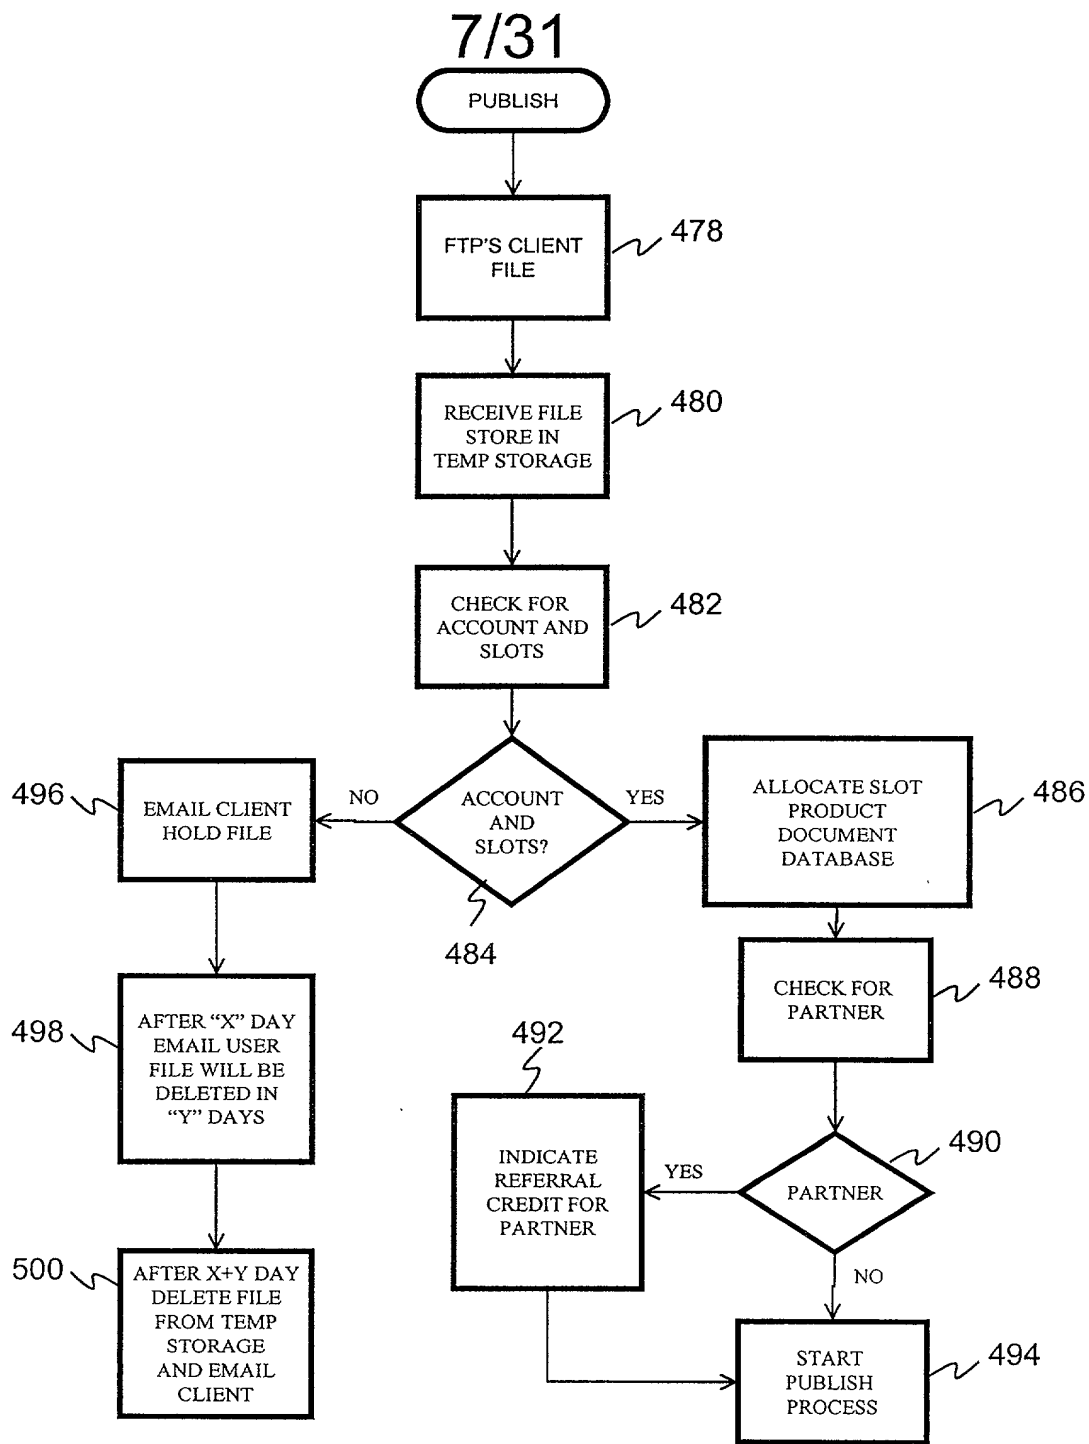 7/31
PUBLISH
FTP'S CLIENT
FILE
478
RECEIVE FILE
STORE IN
TEMP STORAGE
480
CHECK FOR
ACCOUNT AND
SLOTS
482
ACCOUNT
AND
SLOTS?
484
NO
YES
EMAIL CLIENT
HOLD FILE
496
ALLOCATE SLOT
PRODUCT
DOCUMENT
DATABASE
486
AFTER “X” DAY
EMAIL USER
FILE WILL BE
DELETED IN
“Y” DAYS
498
CHECK FOR
PARTNER
488
AFTER X+Y DAY
DELETE FILE
FROM TEMP
STORAGE
AND EMAIL
CLIENT
500
PARTNER
490
YES
NO
INDICATE
REFERRAL
CREDIT FOR
PARTNER
492
START
PUBLISH
PROCESS
494